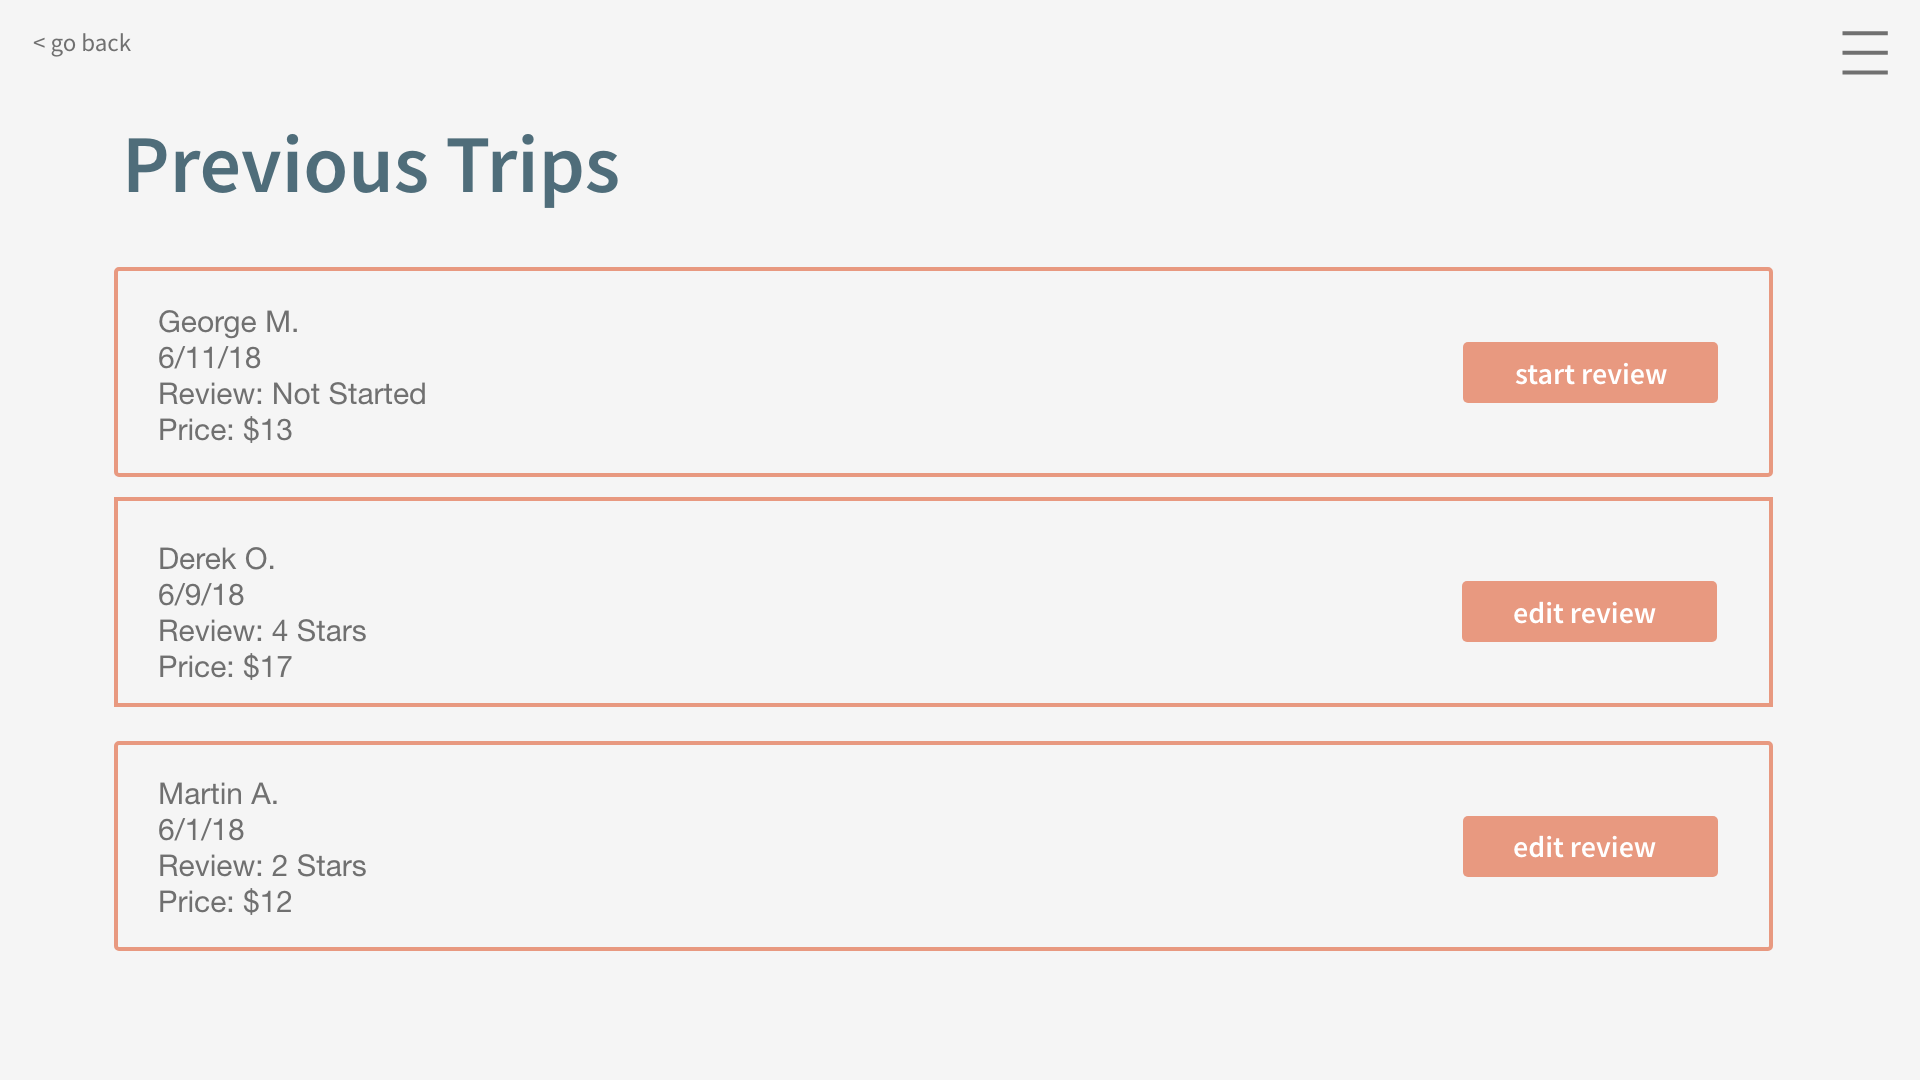 < go back
Previous Trips
George M.
6/11/18
Review: Not Started
Price: $13
start review
Derek O.
6/9/18
Review: 4 Stars
Price: $17
edit review
Martin A.
6/1/18
Review: 2 Stars
Price: $12
edit review